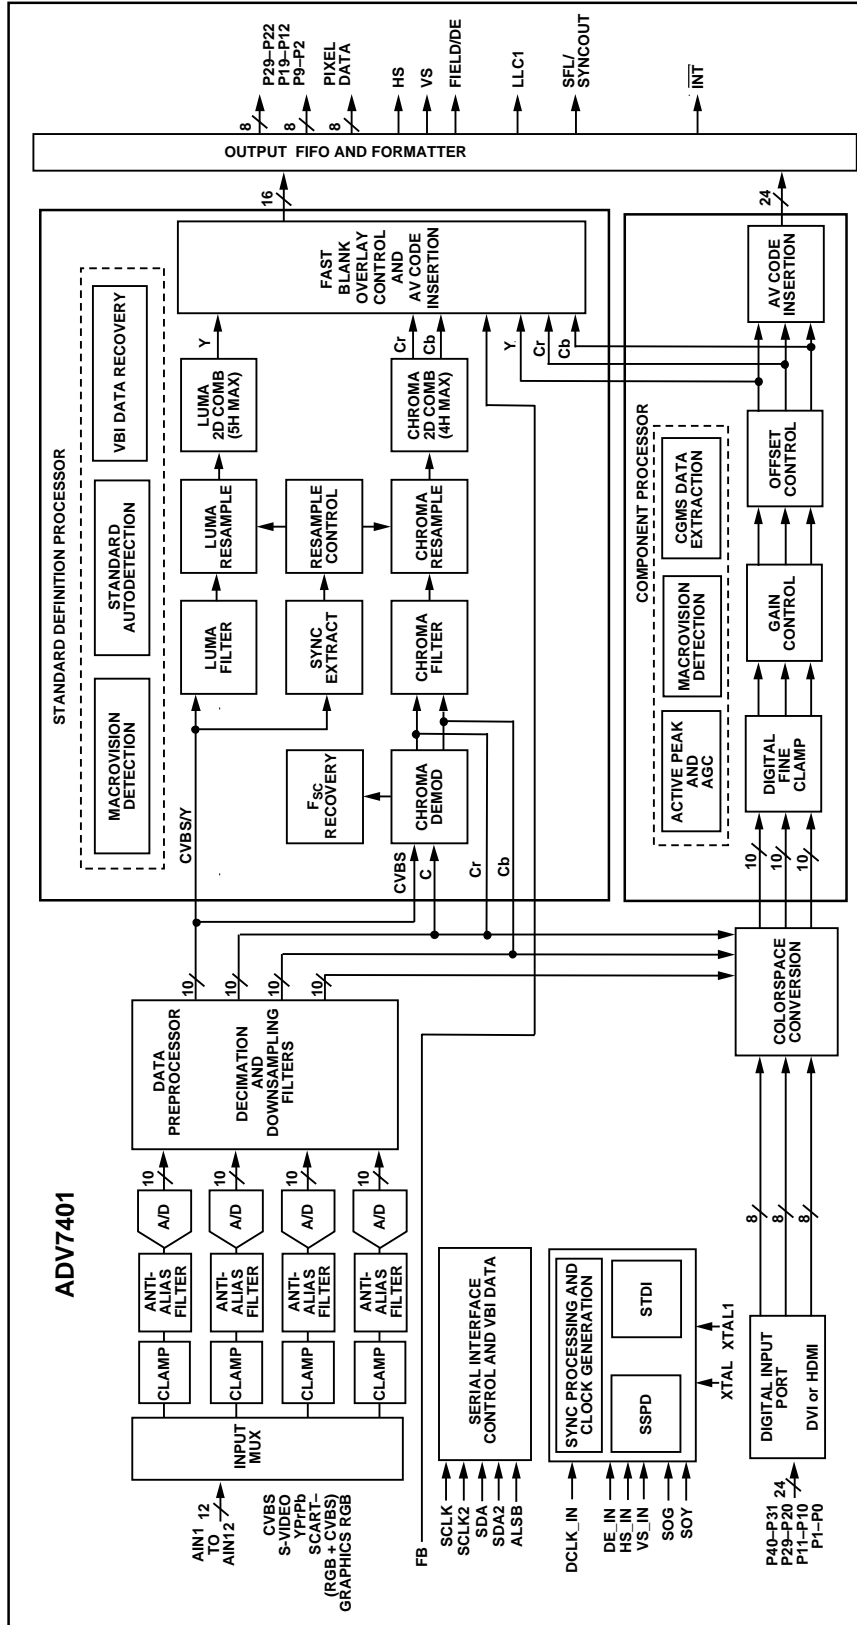 ADV7401
AIN1
TO
AIN12
12
CVBS
S-VIDEO
YPrPb
SCART–
(RGB + CVBS)
GRAPHICS RGB
INPUT
MUX
CLAMP
ANTI-
ALIAS
FILTER
A/D
10
CLAMP
ANTI-
ALIAS
FILTER
A/D
10
CLAMP
ANTI-
ALIAS
FILTER
A/D
10
CLAMP
ANTI-
ALIAS
FILTER
A/D
10
DATA
PREPROCESSOR
DECIMATION
AND
DOWNSAMPLING
FILTERS
10
10
10
10
FB
SCLK
SCLK2
SDA
SDA2
ALSB
SERIAL INTERFACE
CONTROL AND VBI DATA
DCLK_IN
DE_IN
HS_IN
VS_IN
SOG
SOY
SYNC PROCESSING AND
CLOCK GENERATION
SSPD
STDI
XTAL
XTAL1
P40–P31
P29–P20
P11–P10
P1–P0
24
DIGITAL INPUT
PORT
DVI or HDMI
8
8
8
COLORSPACE
CONVERSION
10
10
10
STANDARD DEFINITION PROCESSOR
MACROVISION
DETECTION
STANDARD
AUTODETECTION
VBI DATA RECOVERY
CVBS/Y
CVBS
C
Cr
Cb
FSC
RECOVERY
CHROMA
DEMOD
LUMA
FILTER
SYNC
EXTRACT
CHROMA
FILTER
LUMA
RESAMPLE
RESAMPLE
CONTROL
CHROMA
RESAMPLE
LUMA
2D COMB
(5H MAX)
CHROMA
2D COMB
(4H MAX)
Y
Cr
Cb
Y
Cr
Cb
FAST
BLANK
OVERLAY
CONTROL
AND
AV CODE
INSERTION
16
COMPONENT PROCESSOR
ACTIVE PEAK
AND
AGC
MACROVISION
DETECTION
CGMS DATA
EXTRACTION
DIGITAL
FINE
CLAMP
GAIN
CONTROL
OFFSET
CONTROL
AV CODE
INSERTION
24
OUTPUT FIFO AND FORMATTER
8
8
8
P29–P22
P19–P12
P9–P2
PIXEL
DATA
HS
VS
FIELD/DE
LLC1
SFL/
SYNCOUT
INT